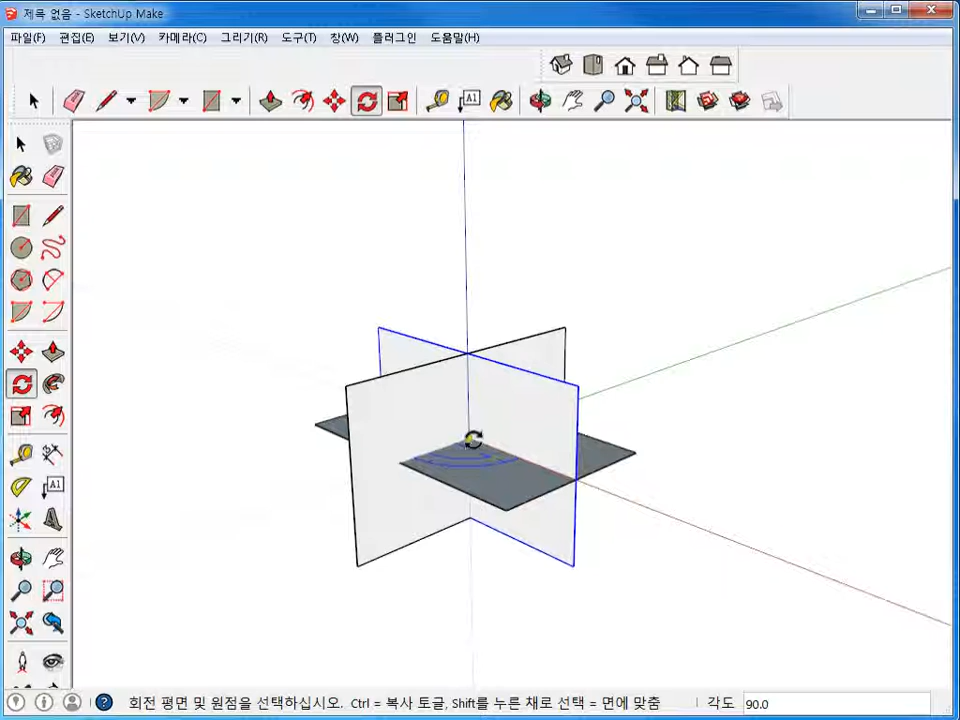 제목 없음 - SketchUp Make
파일(F) 편집(E) 보기(V) 카메라(C) 그리기(R) 도구(T) 창(W) 플러그인 도움말(H)
A1
A1
회전 평면 및 원점을 선택하십시오. Ctrl = 복사 토글, Shift를 누른 채로 선택 = 면에 맞춤 각도 90.0